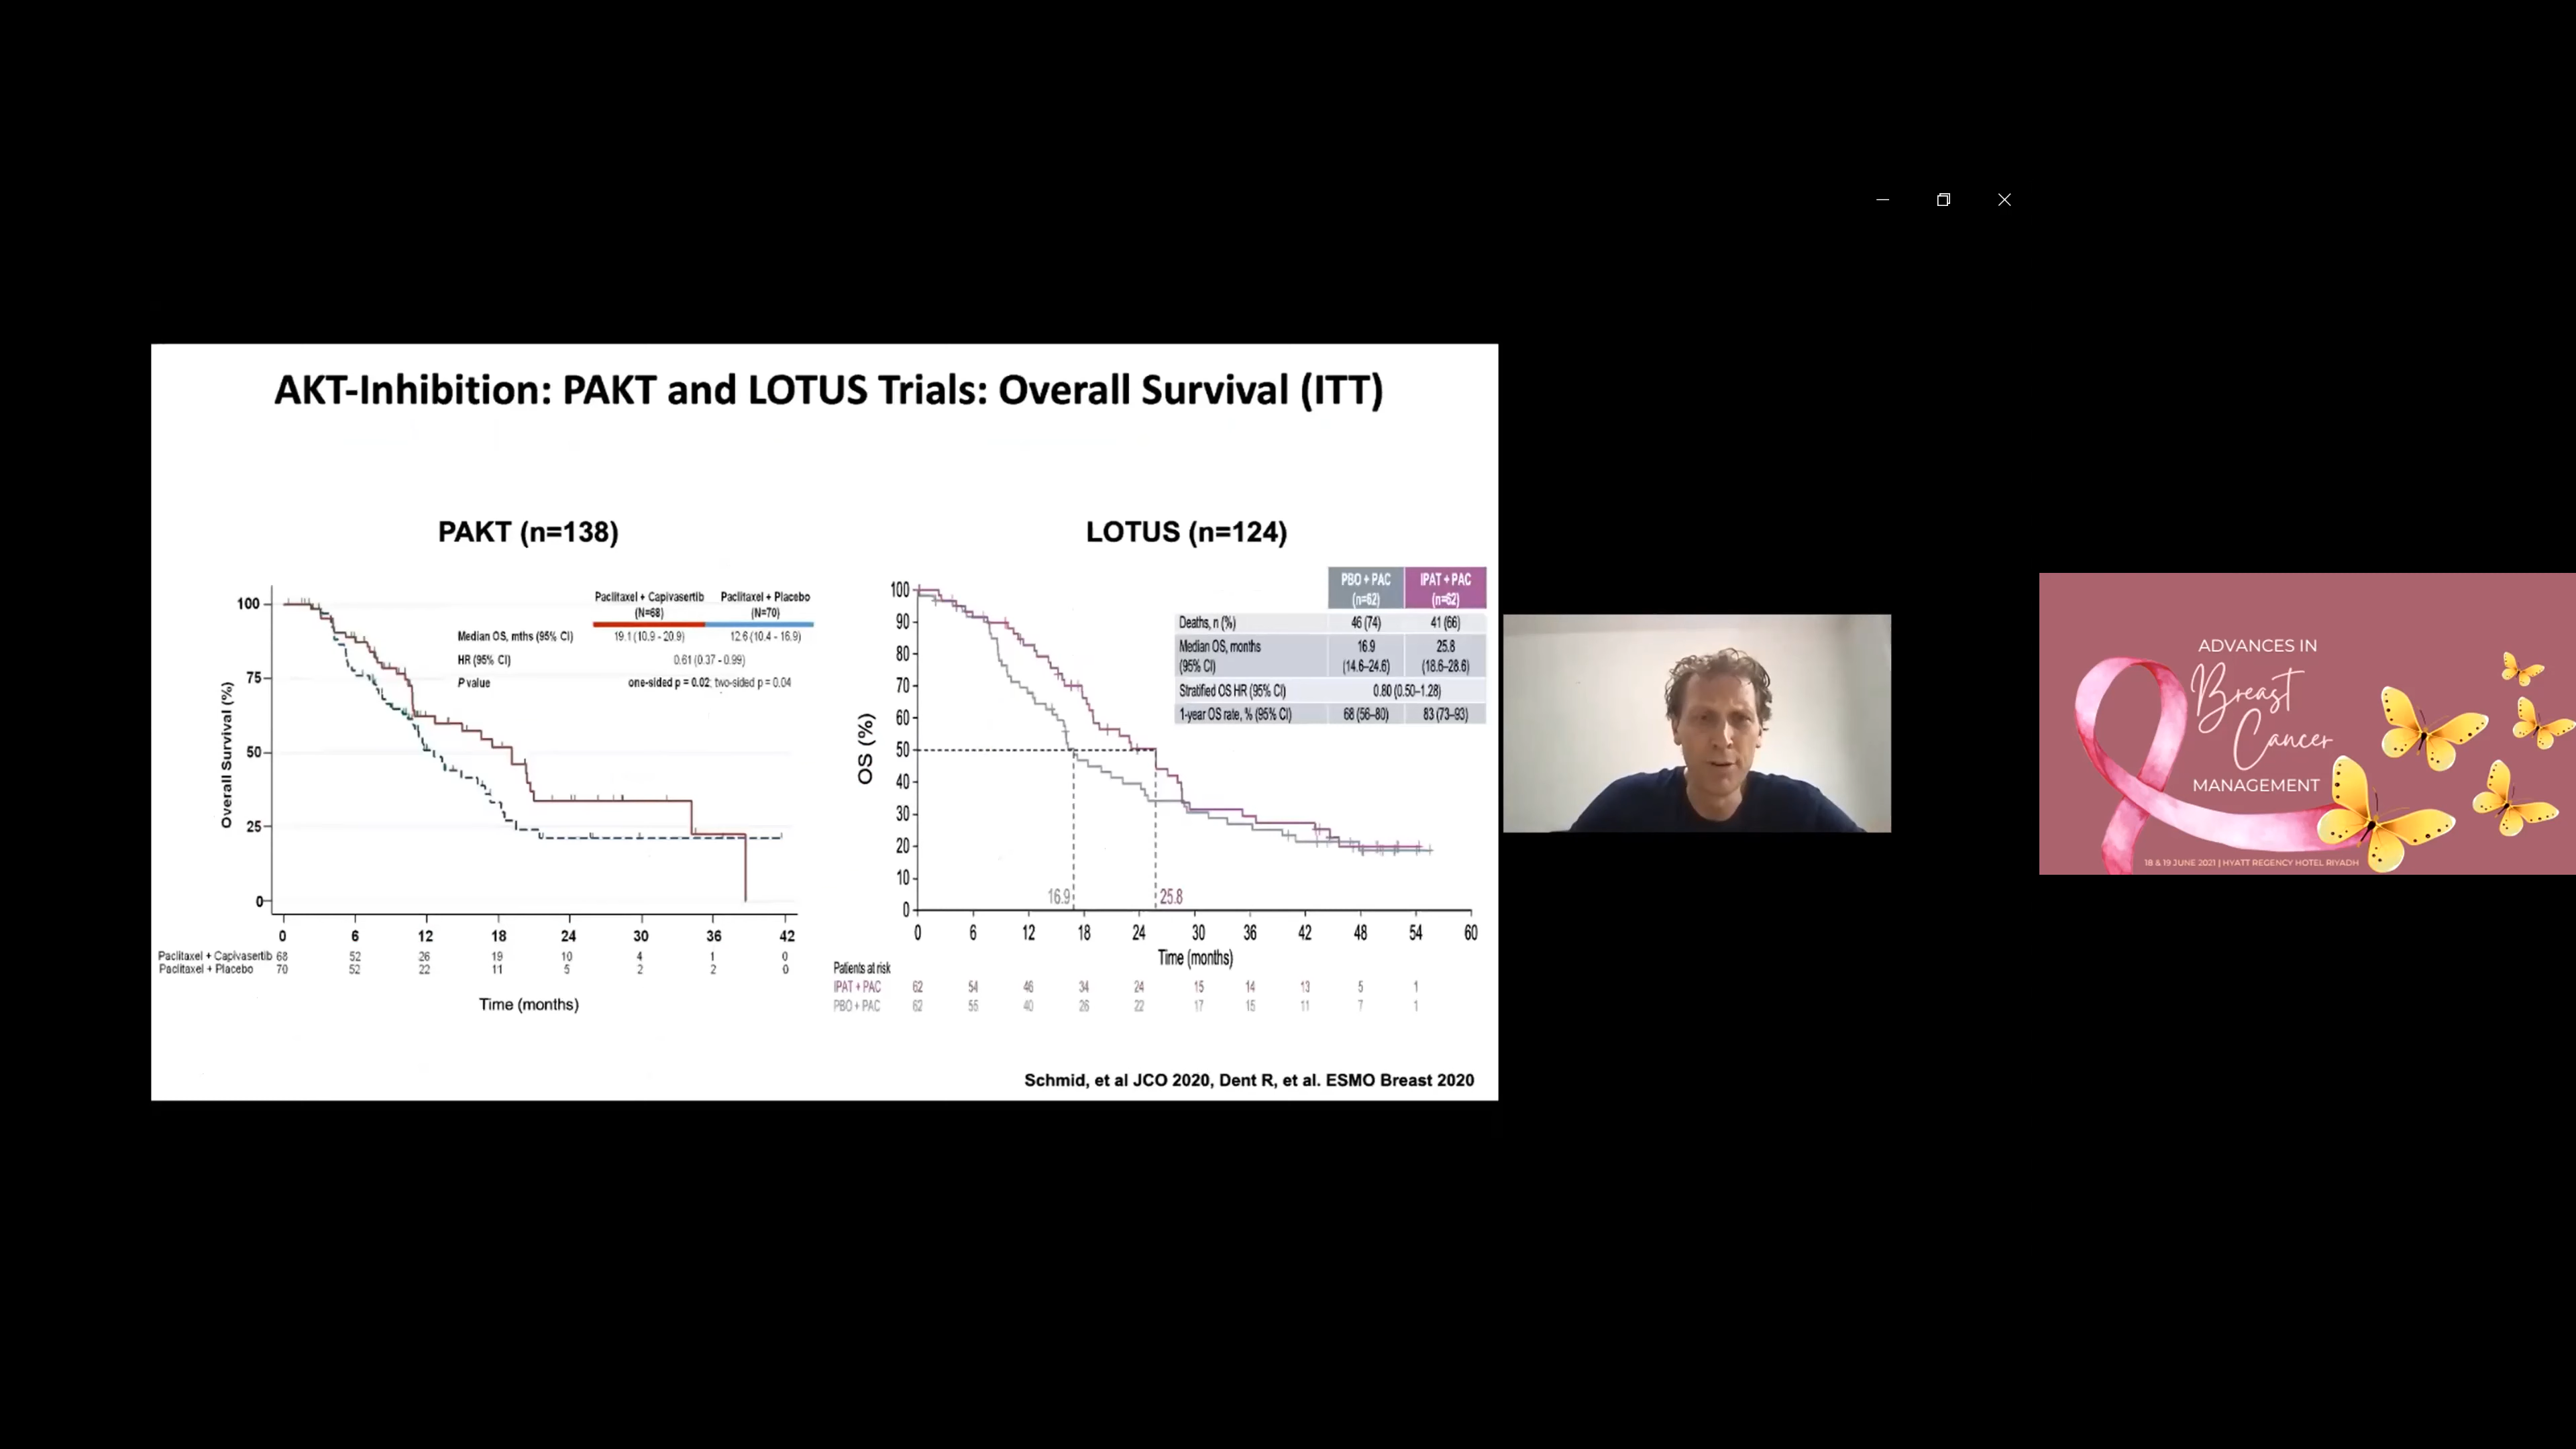 AKT-Inhibition: PAKT and LOTUS Trials: Overall Survival (ITT)
PAKT (n=138)
Paclitaxel + Capivasertib Paclitaxel + Placebo
(N=68) (N=70)
Median OS, mths (95% CI) 19.1 (10.9 - 20.9) 12.6 (10.4 - 16.9)
HR (95% CI) 0.61 (0.37 - 0.99)
P value one-sided p = 0.02; two-sided p = 0.04
Overall Survival (%)
100
75
50
25
0
0 6 12 18 24 30 36 42
Paclitaxel + Capivasertib 68 52 26 19 10 4 1 0
Paclitaxel + Placebo 70 52 22 11 5 2 2 0
Time (months)
LOTUS (n=124)
PBO + PAC IPAT + PAC
(n=62) (n=62)
Deaths, n (%) 46 (74) 41 (66)
Median OS, months 16.9 25.8
(95% CI) (14.6–24.6) (18.6–28.6)
Stratified OS HR (95% CI) 0.80 (0.50–1.28)
1-year OS rate, % (95% CI) 68 (56–80) 83 (73–93)
OS (%)
100
90
80
70
60
50
40
30
20
10
0
16.9 25.8
0 6 12 18 24 30 36 42 48 54 60
Time (months)
Patients at risk
IPAT + PAC 62 54 46 34 24 15 14 13 5 1
PBO + PAC 62 55 40 26 22 17 15 11 7 1
Schmid, et al JCO 2020, Dent R, et al. ESMO Breast 2020
ADVANCES IN
Breast
Cancer
MANAGEMENT
18 & 19 JUNE 2021 | HYATT REGENCY HOTEL RIYADH